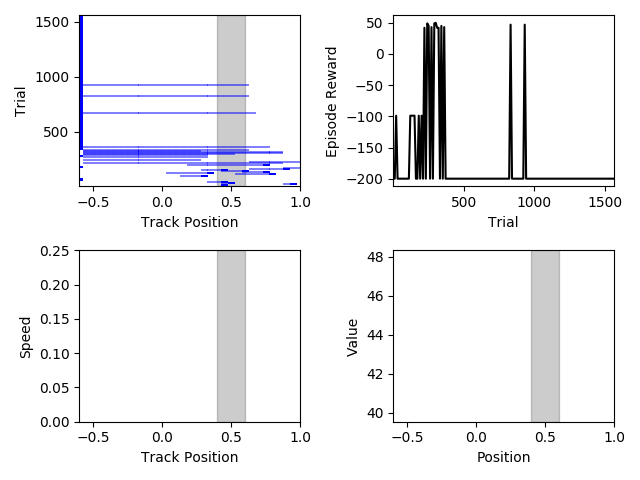 1500
1000
500
Trial
−0.5 0.0 0.5 1.0
Track Position
50
0
−50
−100
−150
−200
Episode Reward
500 1000 1500
Trial
0.25
0.20
0.15
0.10
0.05
0.00
Speed
−0.5 0.0 0.5 1.0
Track Position
48
46
44
42
40
Value
−0.5 0.0 0.5 1.0
Position